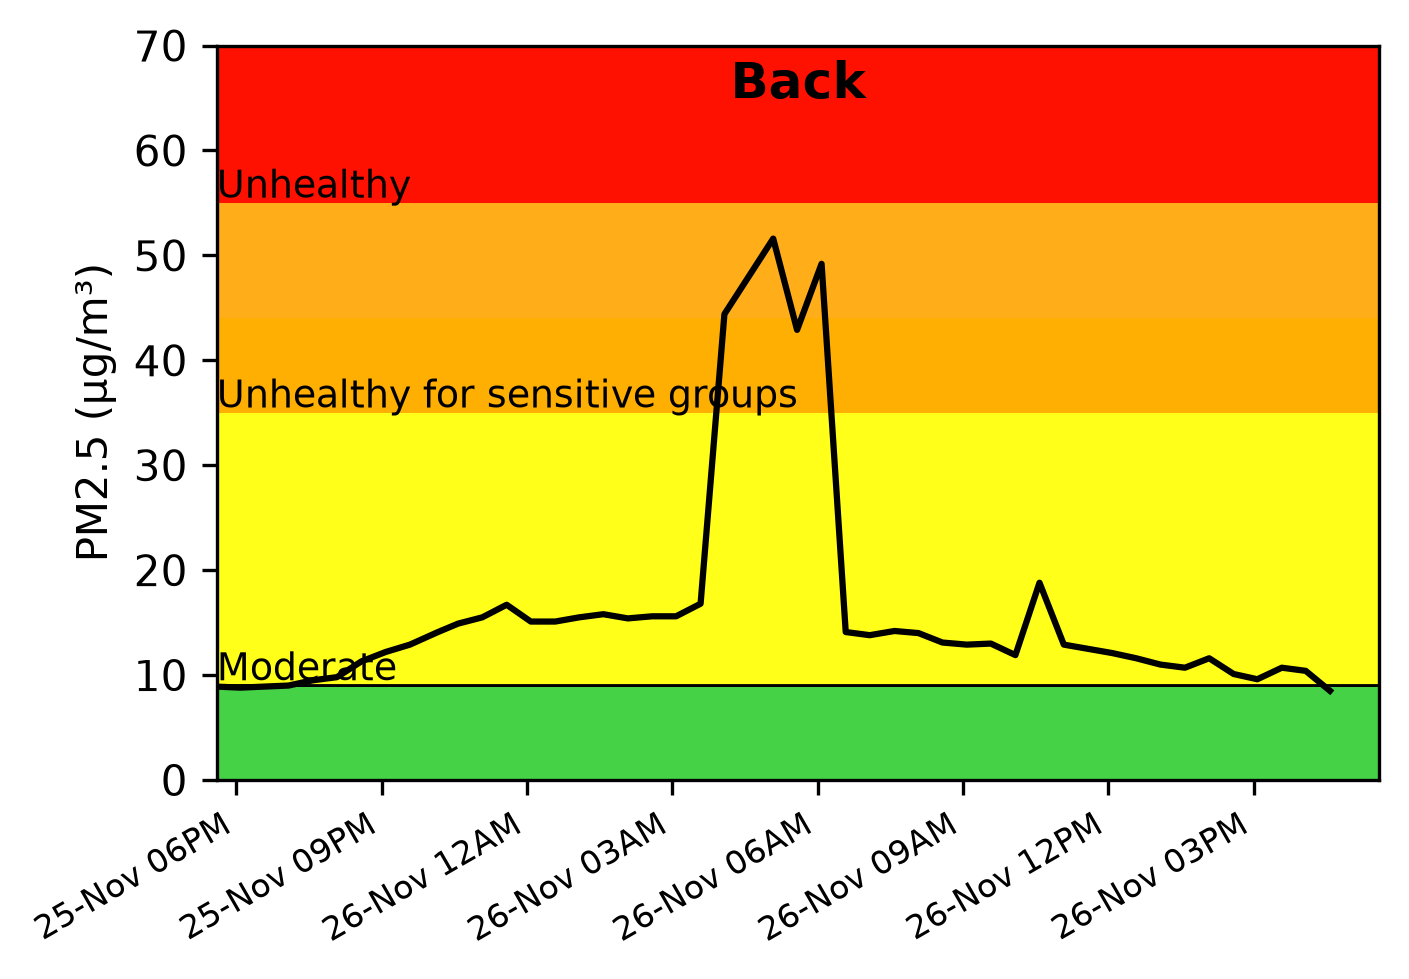 Back
70
60
50
40
30
20
10
0
PM2.5 (µg/m³)
Unhealthy
Unhealthy for sensitive groups
Moderate
25-Nov 06PM
25-Nov 09PM
26-Nov 12AM
26-Nov 03AM
26-Nov 06AM
26-Nov 09AM
26-Nov 12PM
26-Nov 03PM